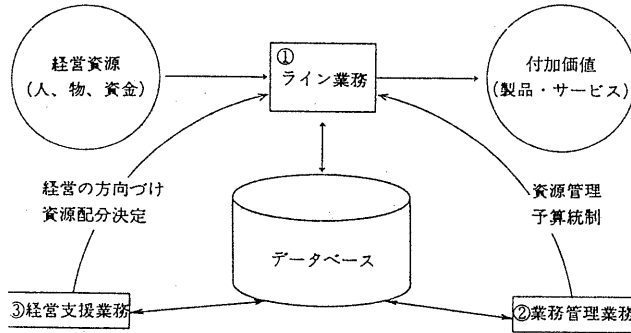 経営資源
(人、物、資金)
①
ライン業務
付加価値
(製品・サービス)
経営の方向づけ
資源配分決定
資源管理
予算統制
データベース
③経営支援業務
②業務管理業務